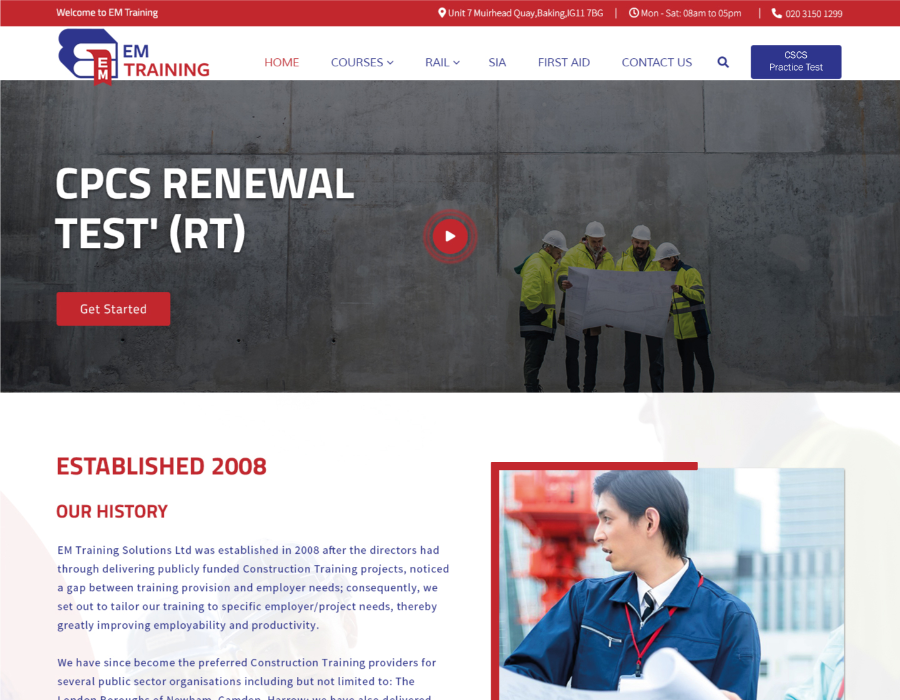 Welcome to EM Training
Unit 7 Muirhead Quay,Baking,IG11 7BG | Mon - Sat: 08am to 05pm | 020 3150 1299
EM
TRAINING
EM
HOME COURSES RAIL SIA FIRST AID CONTACT US
CSCS
Practice Test
CPCS RENEWAL
TEST' (RT)
Get Started
ESTABLISHED 2008
OUR HISTORY
EM Training Solutions Ltd was established in 2008 after the directors had
through delivering publicly funded Construction Training projects, noticed
a gap between training provision and employer needs; consequently, we
set out to tailor our training to specific employer/project needs, thereby
greatly improving employability and productivity.
We have since become the preferred Construction Training providers for
several public sector organisations including but not limited to: The
London Boroughs of Newham, Camden, Harrow; we have also delivered